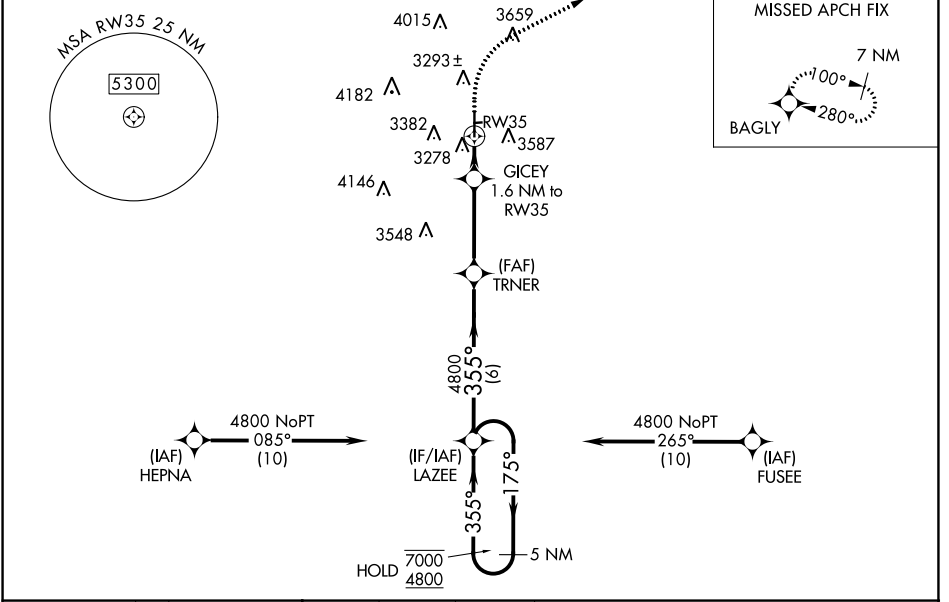 MSA RW35 25 NM
5300
4015
3659
3293±
4182
3382
RW35
3278
3587
4146
GICEY
1.6 NM to
RW35
3548
(FAF)
TRNER
4800
355°
(6)
4800 NoPT
085°
(10)
(IAF)
HEPNA
(IF/IAF)
LAZEE
4800 NoPT
265°
(10)
(IAF)
FUSEE
355°
175°
HOLD
7000
4800
5 NM
MISSED APCH FIX
7 NM
100°
280°
BAGLY